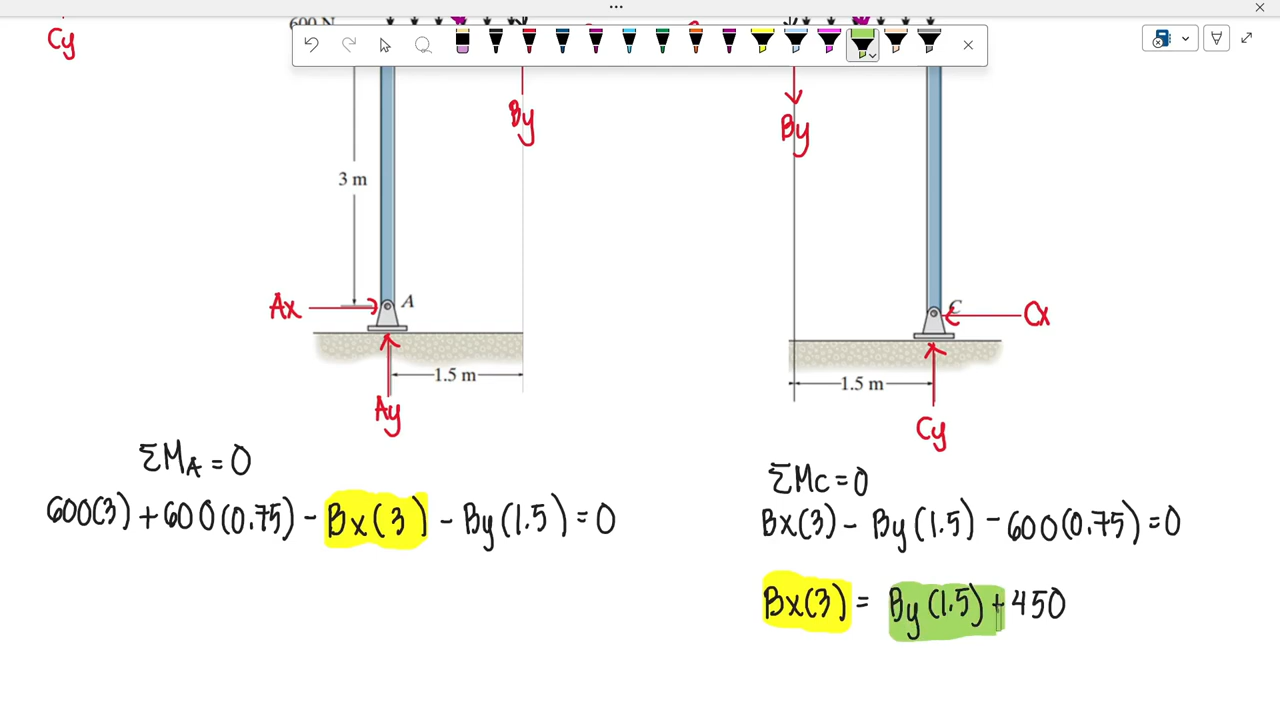 600 N
Cy
By
By
3 m
Ax
A
C
Cx
1.5 m
1.5 m
Ay
Cy
ΣMA = 0
600(3) + 600(0.75) - Bx(3) - By(1.5) = 0
ΣMc = 0
Bx(3) - By(1.5) - 600(0.75) = 0
Bx(3) = By(1.5) + 450